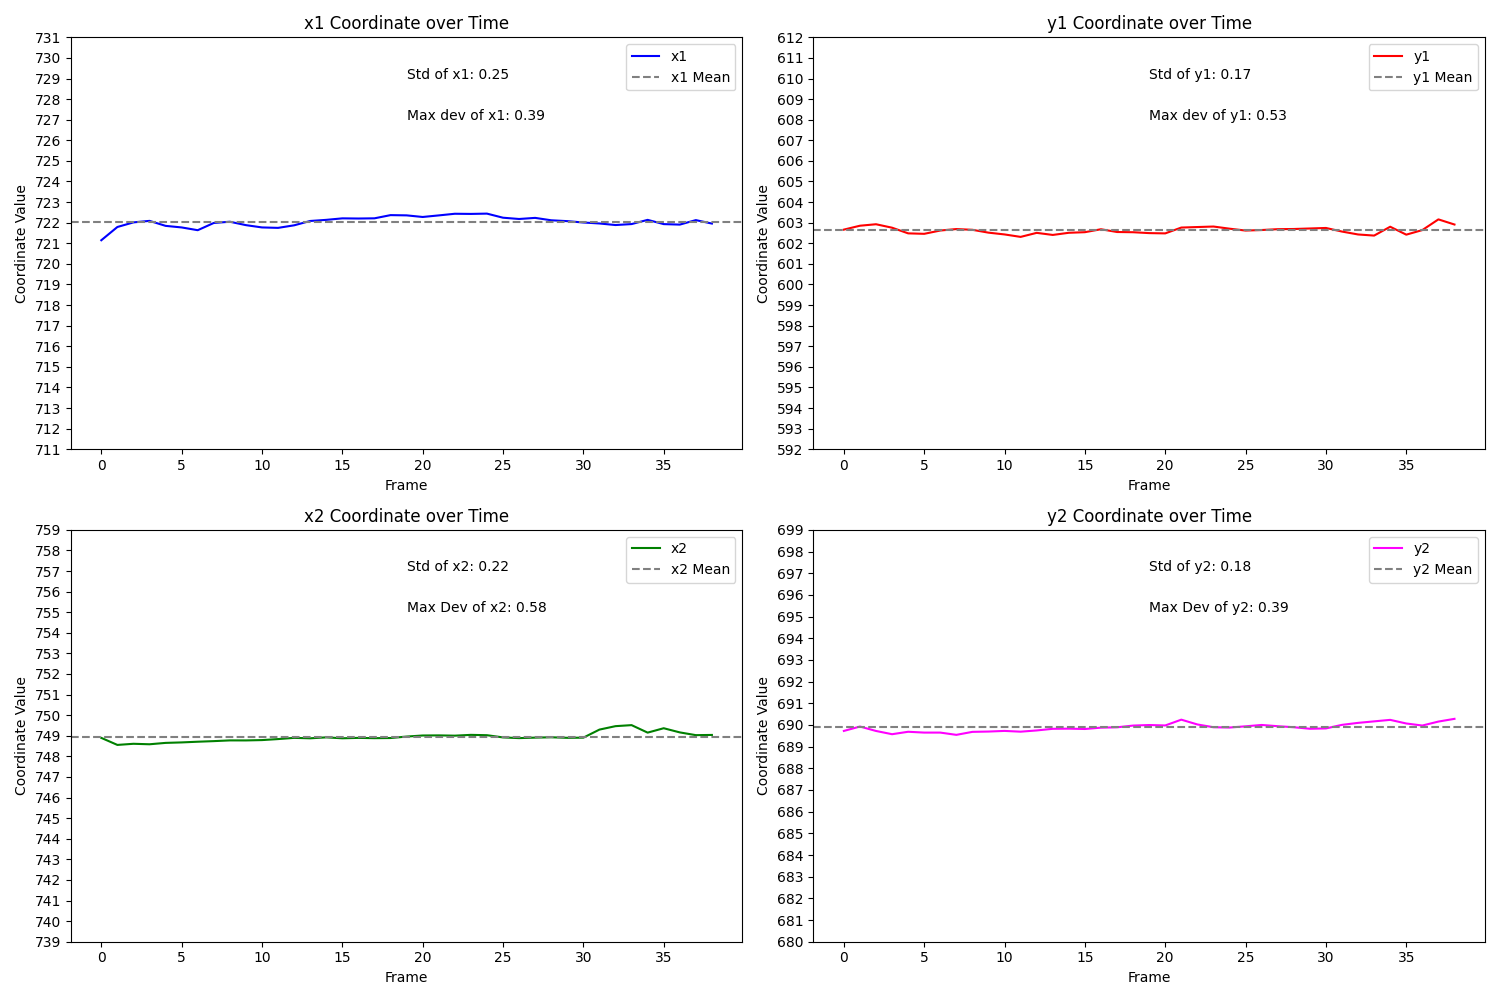 x1 Coordinate over Time
Coordinate Value
731
730
729
728
727
726
725
724
723
722
721
720
719
718
717
716
715
714
713
712
711
Std of x1: 0.25
Max dev of x1: 0.39
x1
x1 Mean
0 5 10 15 20 25 30 35
Frame
y1 Coordinate over Time
Coordinate Value
612
611
610
609
608
607
606
605
604
603
602
601
600
599
598
597
596
595
594
593
592
Std of y1: 0.17
Max dev of y1: 0.53
y1
y1 Mean
0 5 10 15 20 25 30 35
Frame
x2 Coordinate over Time
Coordinate Value
759
758
757
756
755
754
753
752
751
750
749
748
747
746
745
744
743
742
741
740
739
Std of x2: 0.22
Max Dev of x2: 0.58
x2
x2 Mean
0 5 10 15 20 25 30 35
Frame
y2 Coordinate over Time
Coordinate Value
699
698
697
696
695
694
693
692
691
690
689
688
687
686
685
684
683
682
681
680
Std of y2: 0.18
Max Dev of y2: 0.39
y2
y2 Mean
0 5 10 15 20 25 30 35
Frame